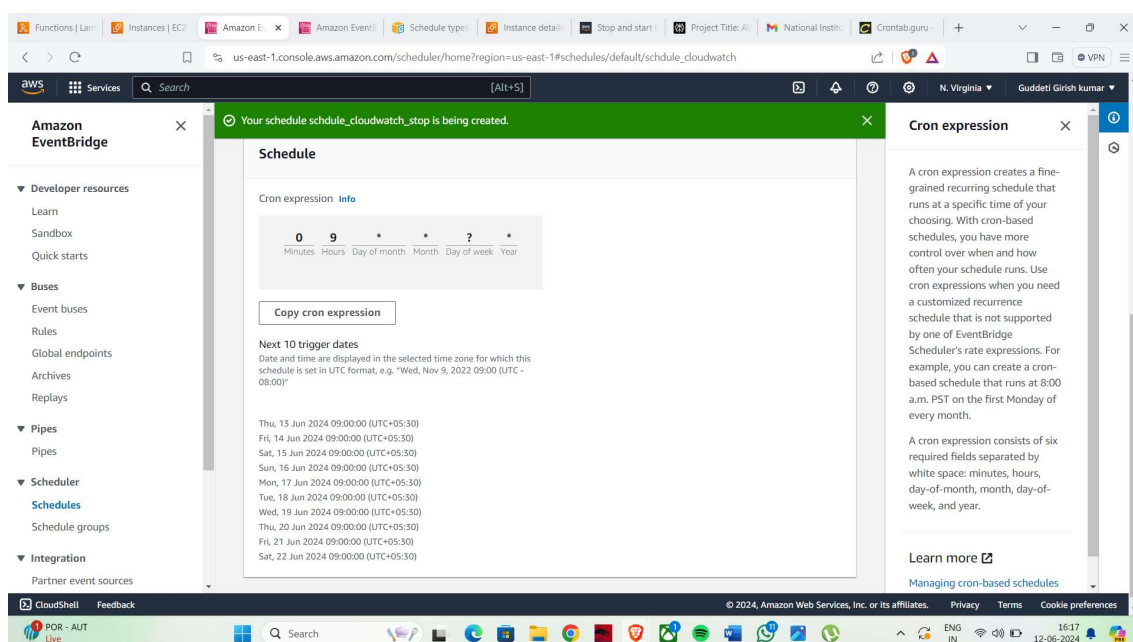 Functions | Lam
Instances | EC2
Amazon Ev
Amazon Eventb
Schedule types
Instance details
Stop and start
Project Title: AW
National Institu
Crontab.guru -
us-east-1.console.aws.amazon.com/scheduler/home?region=us-east-1#schedules/default/schdule_cloudwatch
VPN
aws
Services
Search
[Alt+S]
N. Virginia
Guddeti Girish kumar
Amazon
EventBridge
Developer resources
Learn
Sandbox
Quick starts
Buses
Event buses
Rules
Global endpoints
Archives
Replays
Pipes
Pipes
Scheduler
Schedules
Schedule groups
Integration
Partner event sources
Your schedule schdule_cloudwatch_stop is being created.
Schedule
Cron expression Info
0 9 * * ? *
Minutes Hours Day of month Month Day of week Year
Copy cron expression
Next 10 trigger dates
Date and time are displayed in the selected time zone for which this
schedule is set in UTC format, e.g. "Wed, Nov 9, 2022 09:00 (UTC -
08:00)"
Thu, 13 Jun 2024 09:00:00 (UTC+05:30)
Fri, 14 Jun 2024 09:00:00 (UTC+05:30)
Sat, 15 Jun 2024 09:00:00 (UTC+05:30)
Sun, 16 Jun 2024 09:00:00 (UTC+05:30)
Mon, 17 Jun 2024 09:00:00 (UTC+05:30)
Tue, 18 Jun 2024 09:00:00 (UTC+05:30)
Wed, 19 Jun 2024 09:00:00 (UTC+05:30)
Thu, 20 Jun 2024 09:00:00 (UTC+05:30)
Fri, 21 Jun 2024 09:00:00 (UTC+05:30)
Sat, 22 Jun 2024 09:00:00 (UTC+05:30)
Cron expression
A cron expression creates a fine-
grained recurring schedule that
runs at a specific time of your
choosing. With cron-based
schedules, you have more
control over when and how
often your schedule runs. Use
cron expressions when you need
a customized recurrence
schedule that is not supported
by one of EventBridge
Scheduler's rate expressions. For
example, you can create a cron-
based schedule that runs at 8:00
a.m. PST on the first Monday of
every month.
A cron expression consists of six
required fields separated by
white space: minutes, hours,
day-of-month, month, day-of-
week, and year.
Learn more
Managing cron-based schedules
CloudShell
Feedback
© 2024, Amazon Web Services, Inc. or its affiliates.
Privacy
Terms
Cookie preferences
POR - AUT
Live
Search
ENG
IN
16:17
12-06-2024